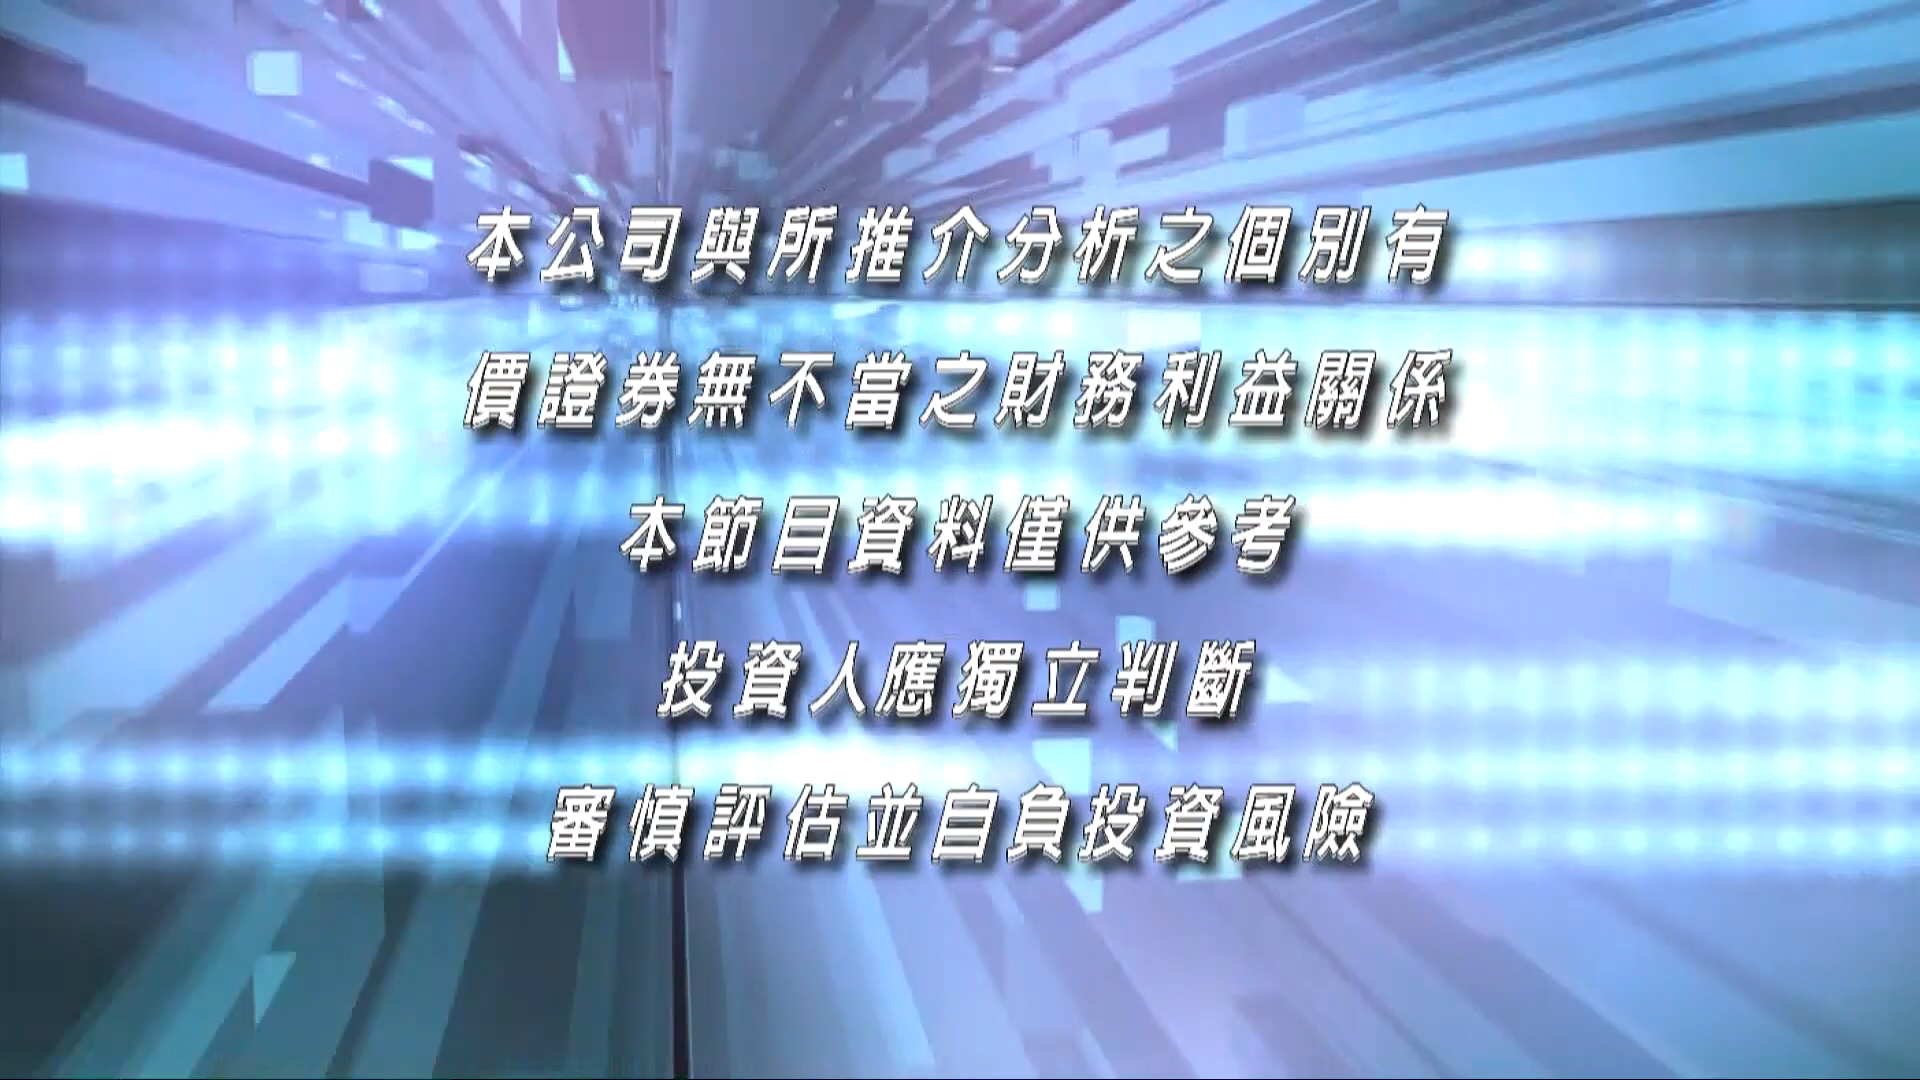 本公司與所推介分析之個別有
價證券無不當之財務利益關係
本節目資料僅供參考
投資人應獨立判斷
審慎評估並自負投資風險